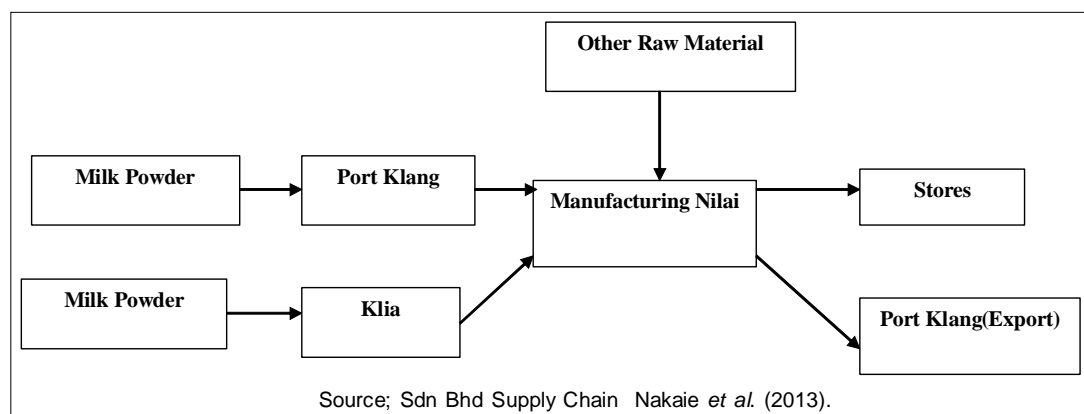 Other Raw Material
Milk Powder
Port Klang
Manufacturing Nilai
Stores
Milk Powder
Klia
Port Klang(Export)
Source; Sdn Bhd Supply Chain Nakaie et al. (2013).